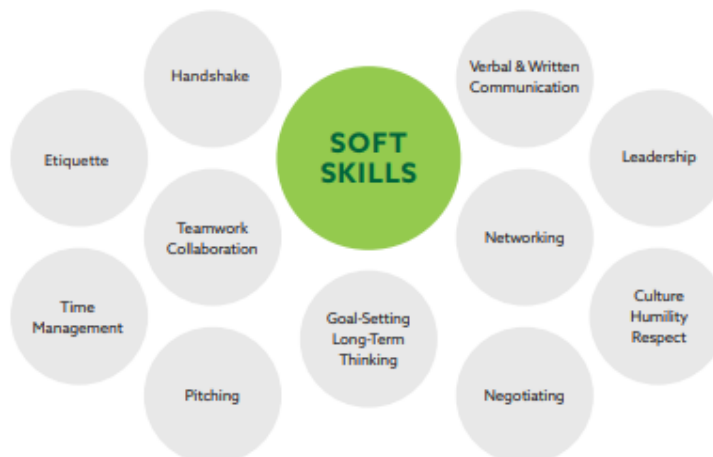 Handshake
Verbal & Written
Communication
SOFT
SKILLS
Etiquette
Leadership
Teamwork
Collaboration
Networking
Time
Management
Goal-Setting
Long-Term
Thinking
Culture
Humility
Respect
Pitching
Negotiating